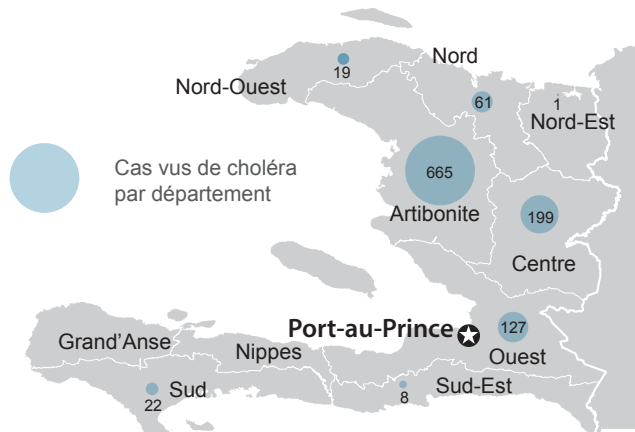 Nord
19
Nord-Ouest
61
1
Nord-Est
Cas vus de choléra
par département
665
Artibonite
199
Centre
Port-au-Prince
127
Ouest
Grand'Anse
Nippes
Sud
22
Sud-Est
8